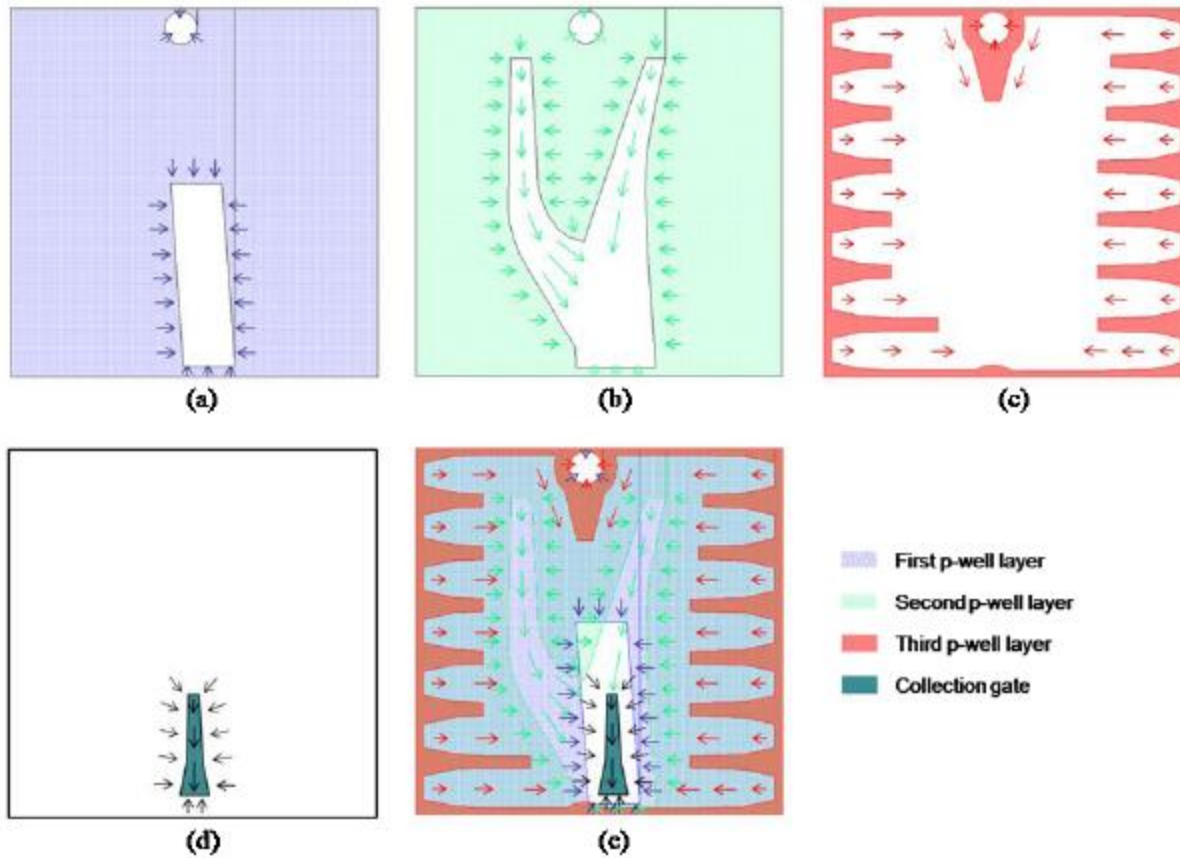 (a)
(b)
(c)
(d)
(e)
First p-well layer
Second p-well layer
Third p-well layer
Collection gate